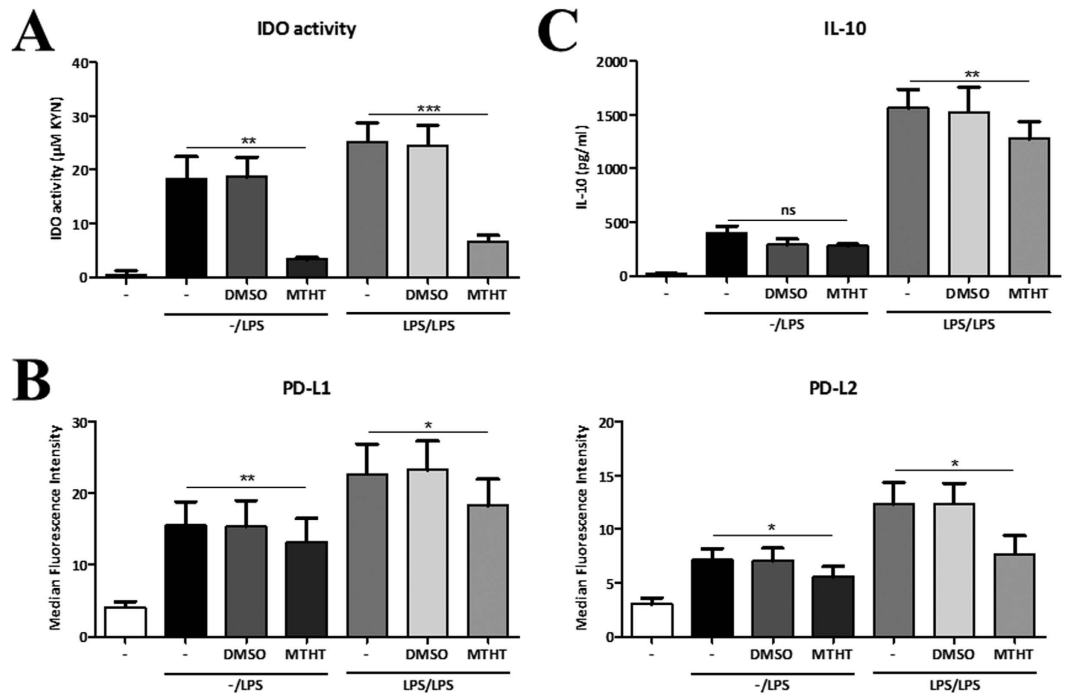 A
IDO activity
IDO activity (µM KYN)
40
30
20
10
0
**
***
- - DMSO MTHT - DMSO MTHT
-/LPS LPS/LPS
C
IL-10
IL-10 (pg/ml)
2000
1500
1000
500
0
ns
**
- - DMSO MTHT - DMSO MTHT
-/LPS LPS/LPS
B
PD-L1
Median Fluorescence Intensity
30
20
10
0
**
*
- - DMSO MTHT - DMSO MTHT
-/LPS LPS/LPS
PD-L2
Median Fluorescence Intensity
20
15
10
5
0
*
*
- - DMSO MTHT - DMSO MTHT
-/LPS LPS/LPS